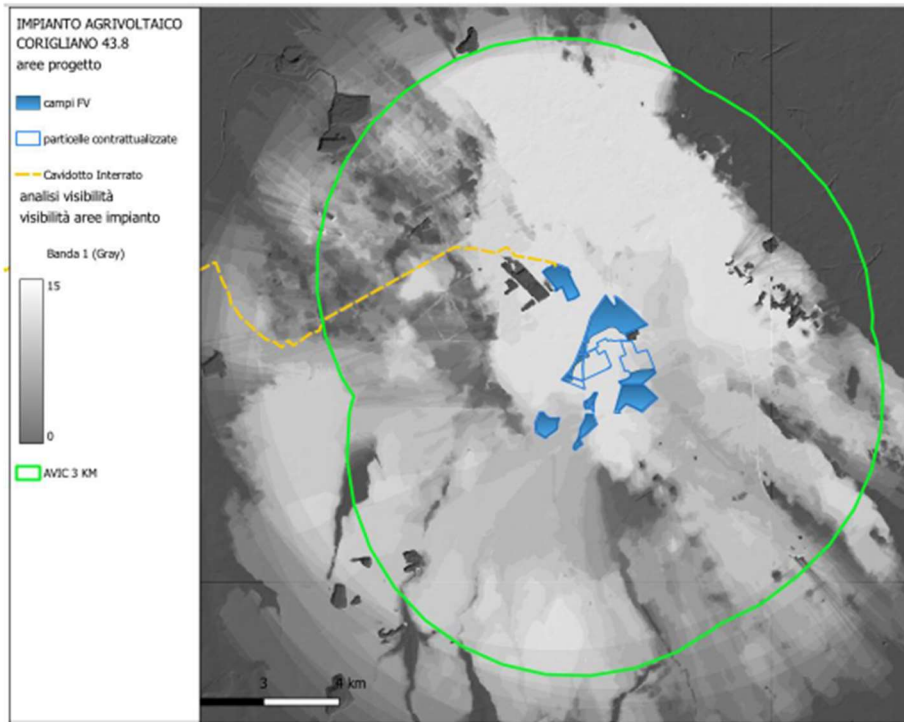 IMPIANTO AGRIVOLTAICO
CORIGLIANO 43.8
aree progetto
campi FV
particelle contrattualizzate
Cavidotto Interrato
analisi visibilità
visibilità aree impianto
Banda 1 (Gray)
15
0
AVIC 3 KM
3
4 km